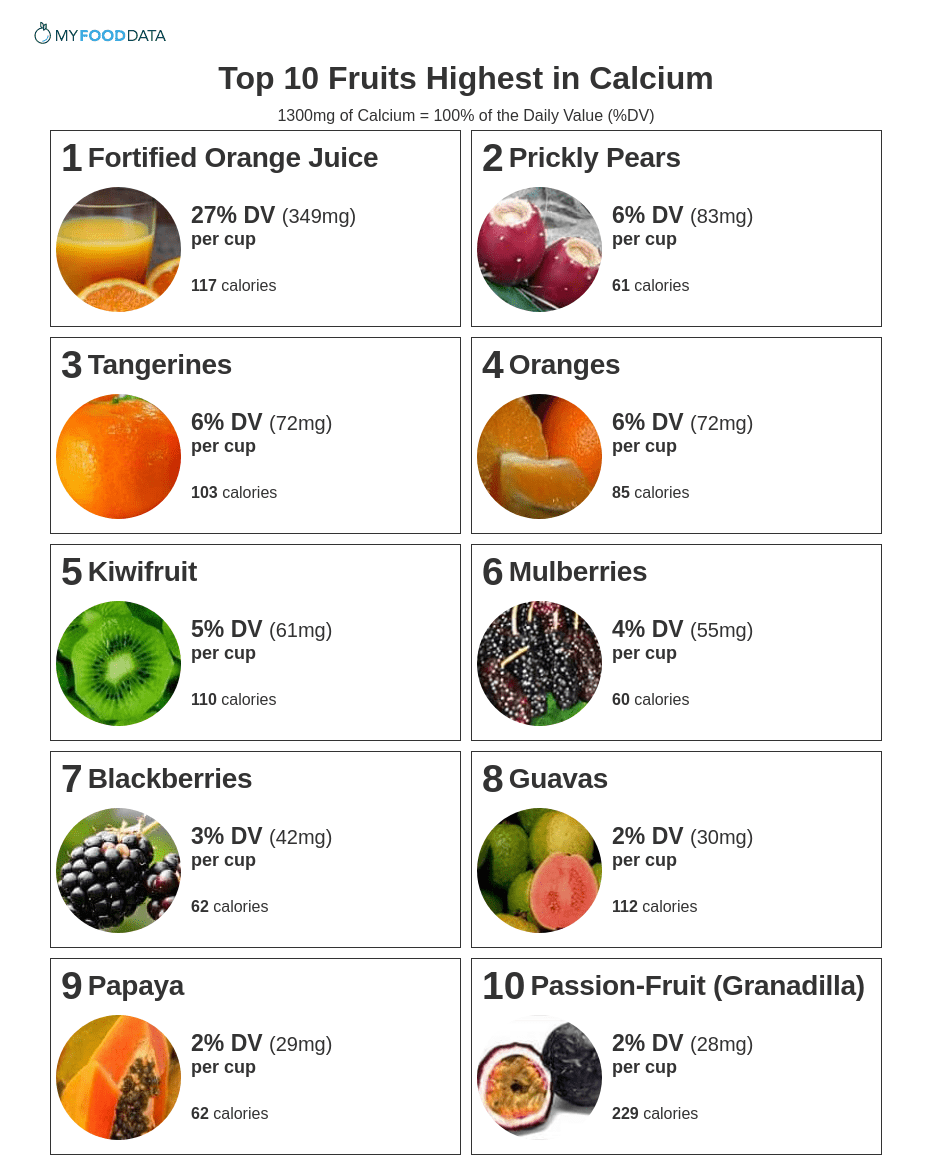 MYFOODDATA
Top 10 Fruits Highest in Calcium
1300mg of Calcium = 100% of the Daily Value (%DV)
1 Fortified Orange Juice
27% DV (349mg)
per cup
117 calories
2 Prickly Pears
6% DV (83mg)
per cup
61 calories
3 Tangerines
6% DV (72mg)
per cup
103 calories
4 Oranges
6% DV (72mg)
per cup
85 calories
5 Kiwifruit
5% DV (61mg)
per cup
110 calories
6 Mulberries
4% DV (55mg)
per cup
60 calories
7 Blackberries
3% DV (42mg)
per cup
62 calories
8 Guavas
2% DV (30mg)
per cup
112 calories
9 Papaya
2% DV (29mg)
per cup
62 calories
10 Passion-Fruit (Granadilla)
2% DV (28mg)
per cup
229 calories